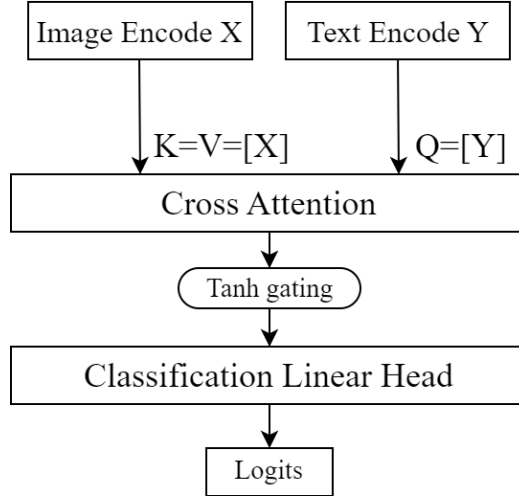 Image Encode X
Text Encode Y
K=V=[X]
Q=[Y]
Cross Attention
Tanh gating
Classification Linear Head
Logits